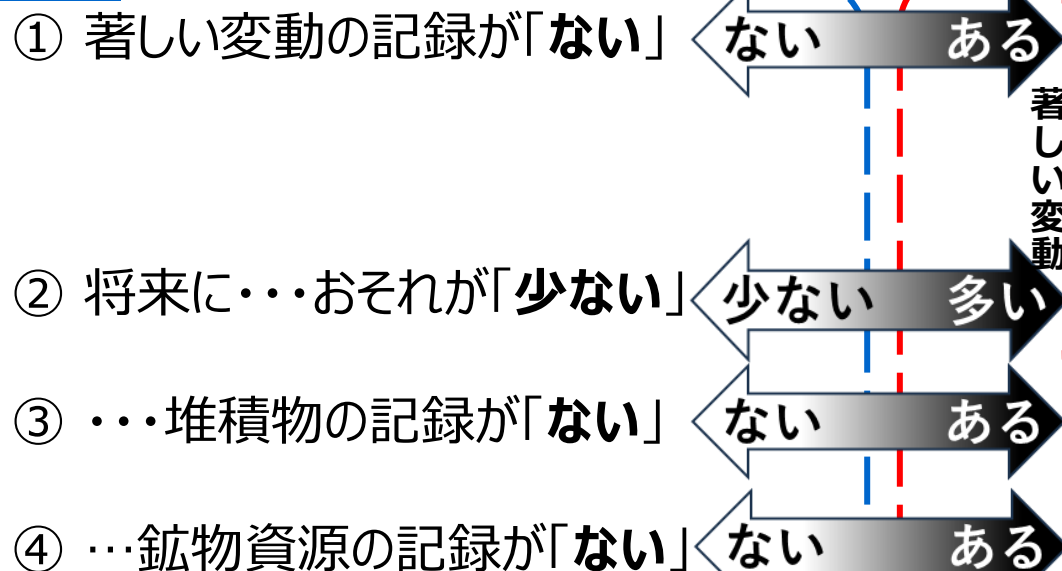 ① 著しい変動の記録が「ない」 ない ある
著しい変動
② 将来に・・・おそれが「少ない」 少ない 多い
③ ・・・堆積物の記録が「ない」 ない ある
④ …鉱物資源の記録が「ない」 ない ある